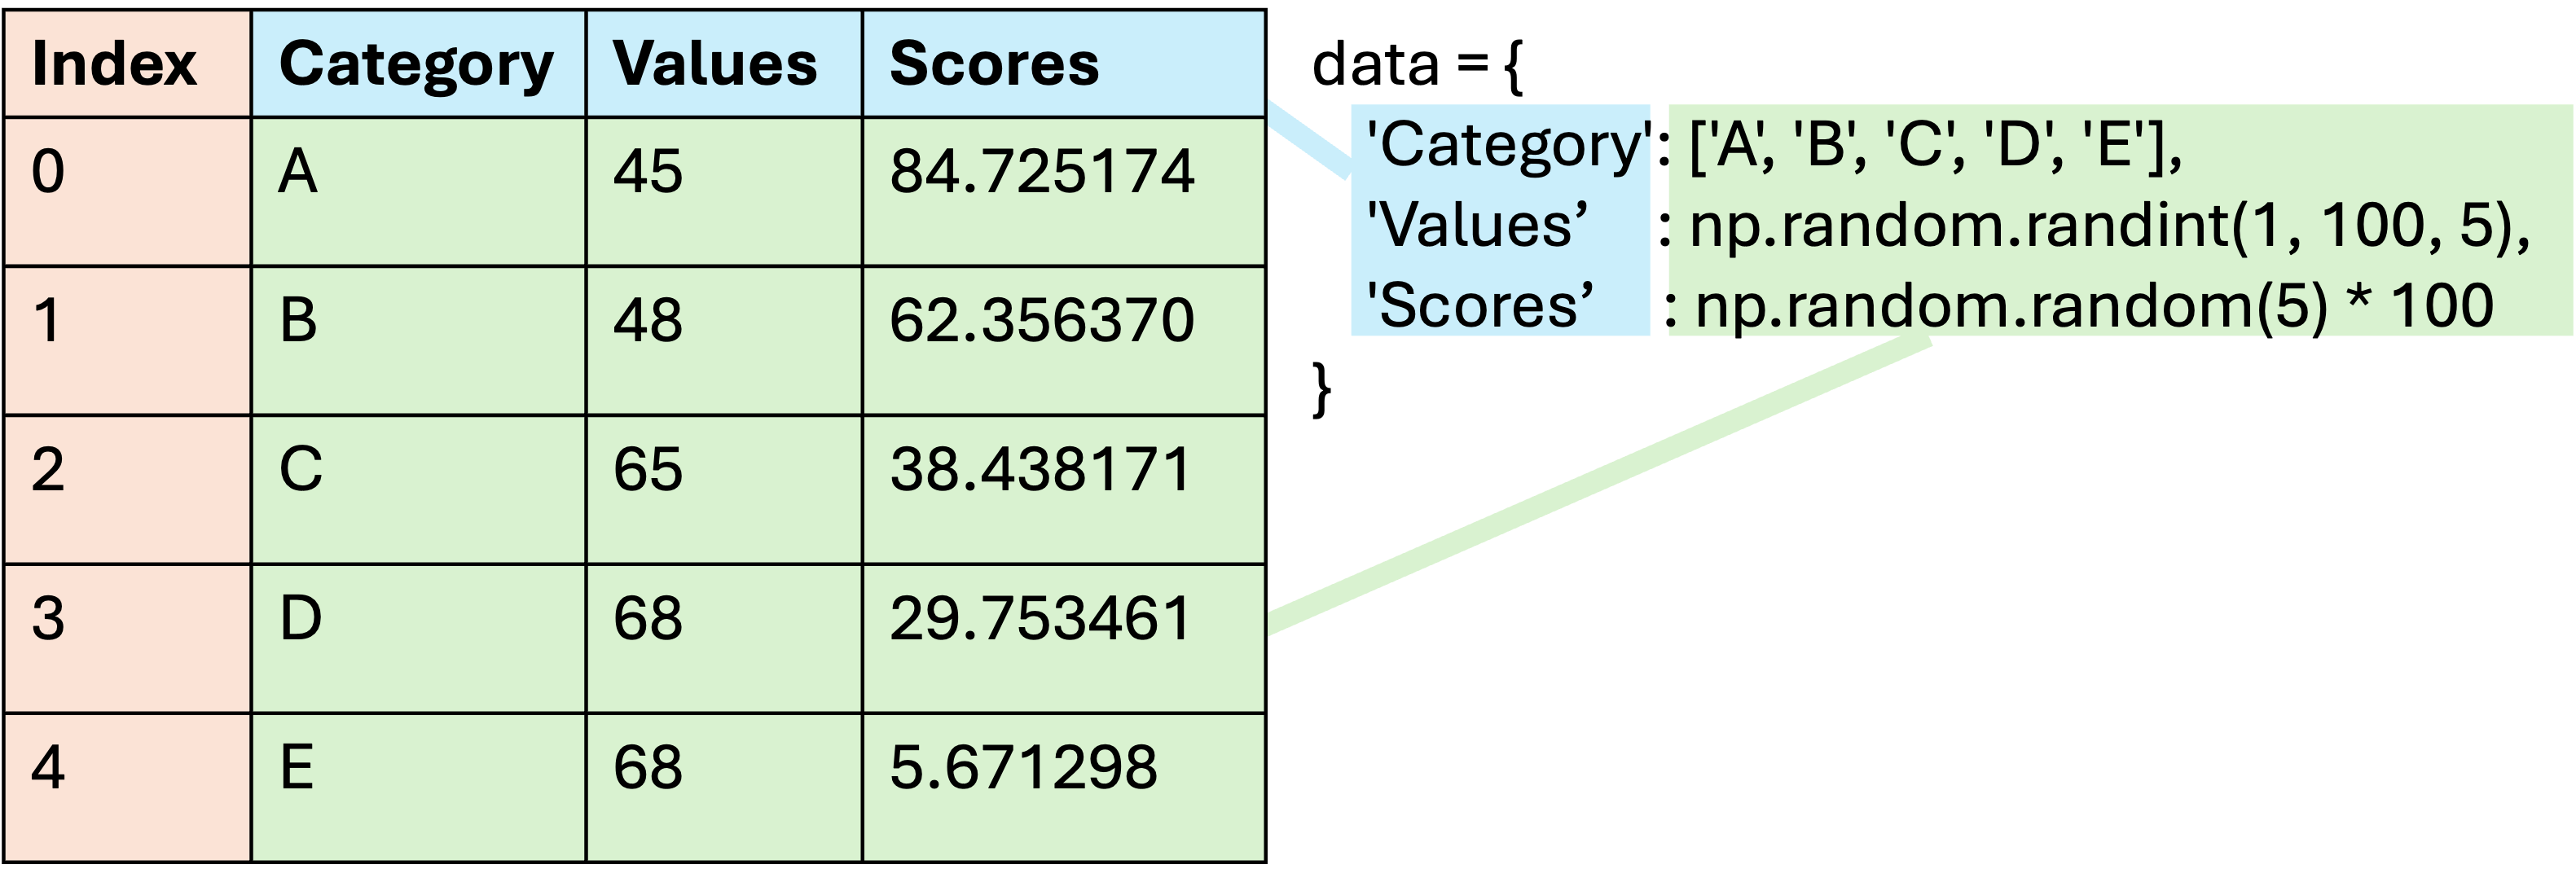 Index Category Values Scores
0 A 45 84.725174
1 B 48 62.356370
2 C 65 38.438171
3 D 68 29.753461
4 E 68 5.671298
data = {
'Category': ['A', 'B', 'C', 'D', 'E'],
'Values’ : np.random.randint(1, 100, 5),
'Scores’ : np.random.random(5) * 100
}